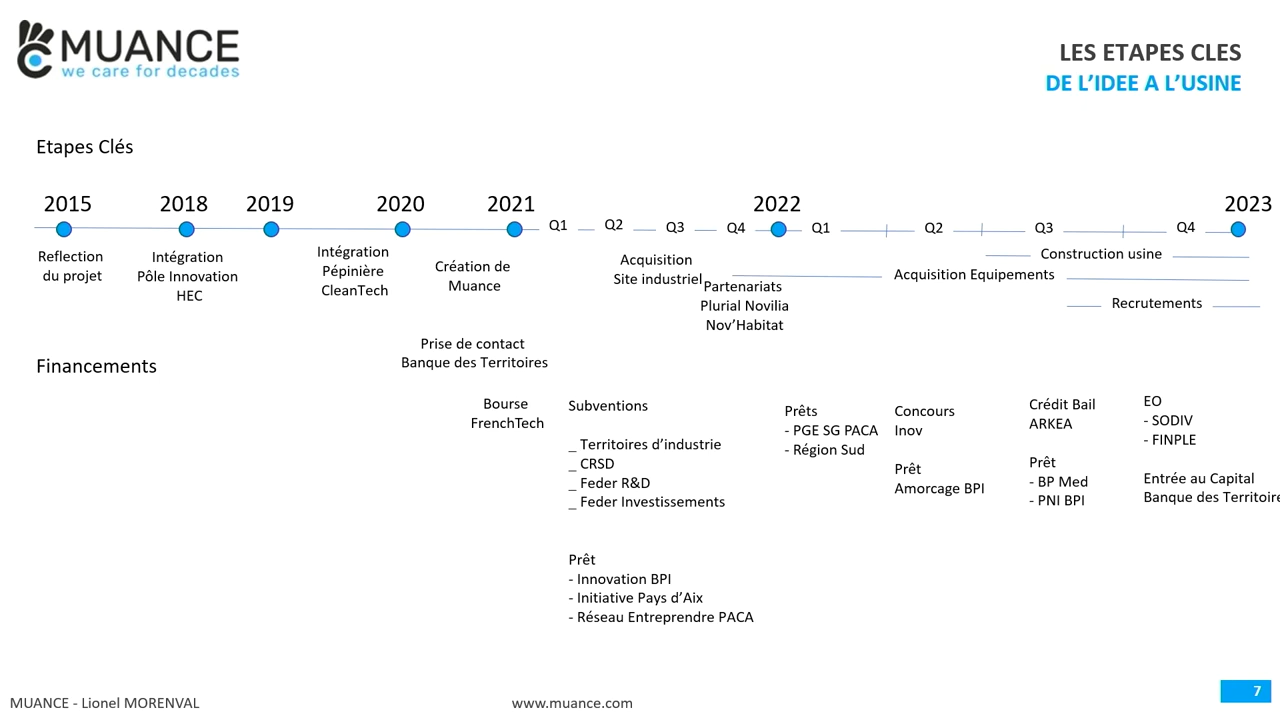 MUANCE
we care for decades
LES ETAPES CLES
DE L'IDEE A L'USINE
Etapes Clés
2015
2018
2019
2020
2021
2022
2023
Q1
Q2
Q3
Q4
Q1
Q2
Q3
Q4
Reflection
du projet
Intégration
Pôle Innovation
HEC
Intégration
Pépinière
CleanTech
Création de
Muance
Acquisition
Site industriel
Partenariats
Plurial Novilia
Nov'Habitat
Construction usine
Acquisition Equipements
Recrutements
Prise de contact
Banque des Territoires
Financements
Bourse
FrenchTech
Subventions
_ Territoires d'industrie
_ CRSD
_ Feder R&D
_ Feder Investissements
Prêt
- Innovation BPI
- Initiative Pays d'Aix
- Réseau Entreprendre PACA
Prêts
- PGE SG PACA
- Région Sud
Concours
Inov
Prêt
Amorcage BPI
Crédit Bail
ARKEA
Prêt
- BP Med
- PNI BPI
EO
- SODIV
- FINPLE
Entrée au Capital
Banque des Territoire
MUANCE - Lionel MORENVAL
www.muance.com
7